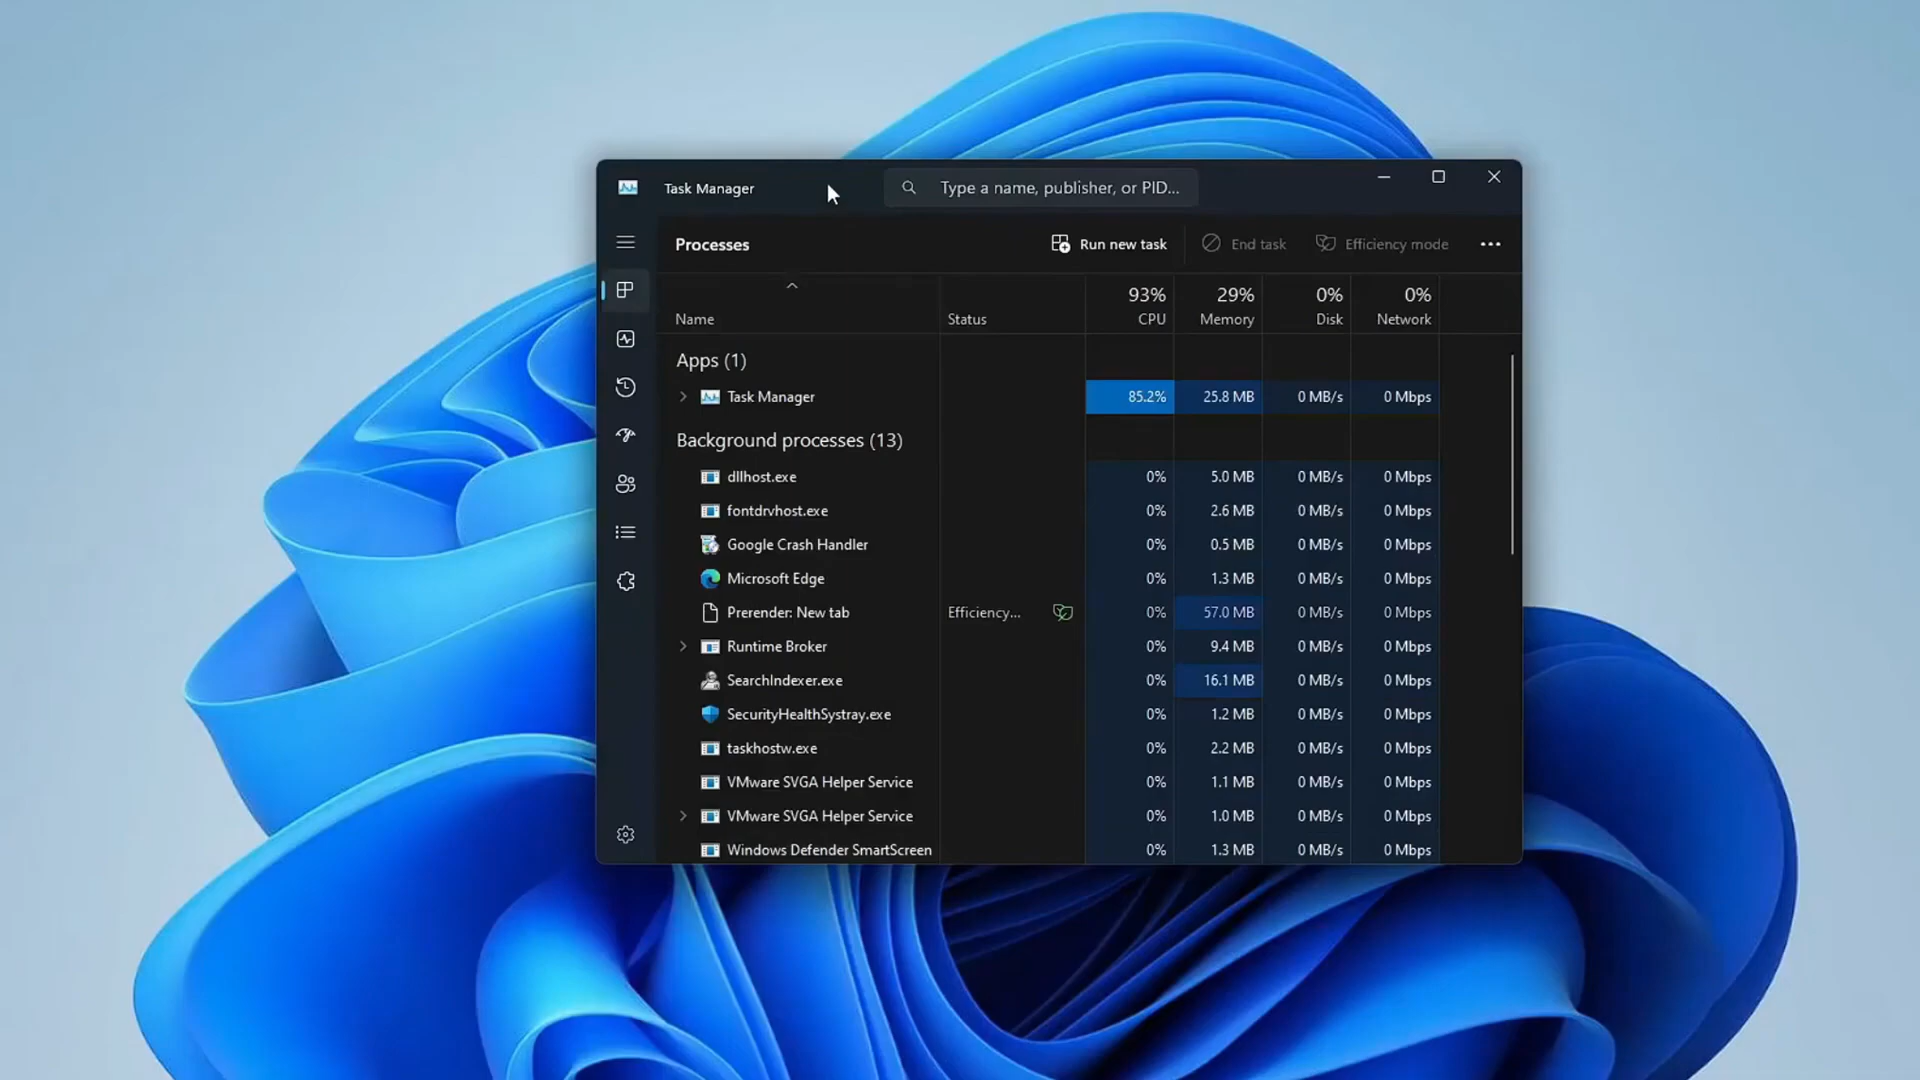 Task Manager
Type a name, publisher, or PID...
Processes
Run new task
End task
Efficiency mode
93% 29% 0% 0%
Name Status CPU Memory Disk Network
Apps (1)
Task Manager 85.2% 25.8 MB 0 MB/s 0 Mbps
Background processes (13)
dllhost.exe 0% 5.0 MB 0 MB/s 0 Mbps
fontdrvhost.exe 0% 2.6 MB 0 MB/s 0 Mbps
Google Crash Handler 0% 0.5 MB 0 MB/s 0 Mbps
Microsoft Edge 0% 1.3 MB 0 MB/s 0 Mbps
Prerender: New tab Efficiency... 0% 57.0 MB 0 MB/s 0 Mbps
Runtime Broker 0% 9.4 MB 0 MB/s 0 Mbps
SearchIndexer.exe 0% 16.1 MB 0 MB/s 0 Mbps
SecurityHealthSystray.exe 0% 1.2 MB 0 MB/s 0 Mbps
taskhostw.exe 0% 2.2 MB 0 MB/s 0 Mbps
VMware SVGA Helper Service 0% 1.1 MB 0 MB/s 0 Mbps
VMware SVGA Helper Service 0% 1.0 MB 0 MB/s 0 Mbps
Windows Defender SmartScreen 0% 1.3 MB 0 MB/s 0 Mbps